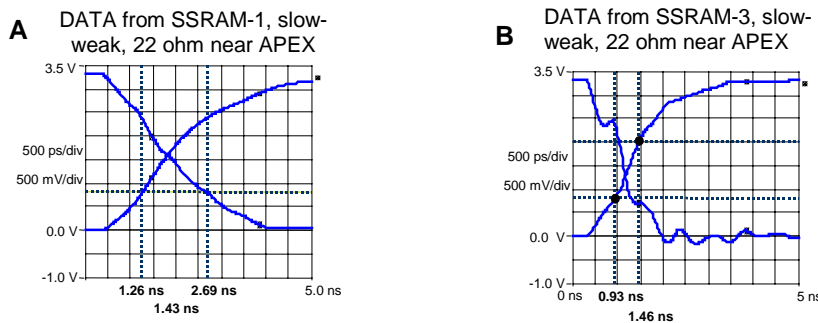 A
DATA from SSRAM-1, slow-
weak, 22 ohm near APEX
3.5 V
500 ps/div
500 mV/div
0.0 V
-1.0 V
1.26 ns
2.69 ns
5.0 ns
1.43 ns
B
DATA from SSRAM-3, slow-
weak, 22 ohm near APEX
3.5 V
500 ps/div
500 mV/div
0.0 V
-1.0 V
0 ns
0.93 ns
5 ns
1.46 ns